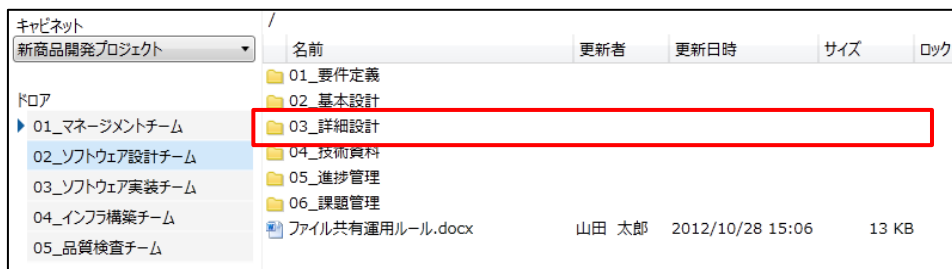 キャビネット
新商品開発プロジェクト
ドロア
01_マネージメントチーム
02_ソフトウェア設計チーム
03_ソフトウェア実装チーム
04_インフラ構築チーム
05_品質検査チーム
/
名前 更新者 更新日時 サイズ ロック
01_要件定義
02_基本設計
03_詳細設計
04_技術資料
05_進捗管理
06_課題管理
ファイル共有運用ルール.docx 山田 太郎 2012/10/28 15:06 13 KB